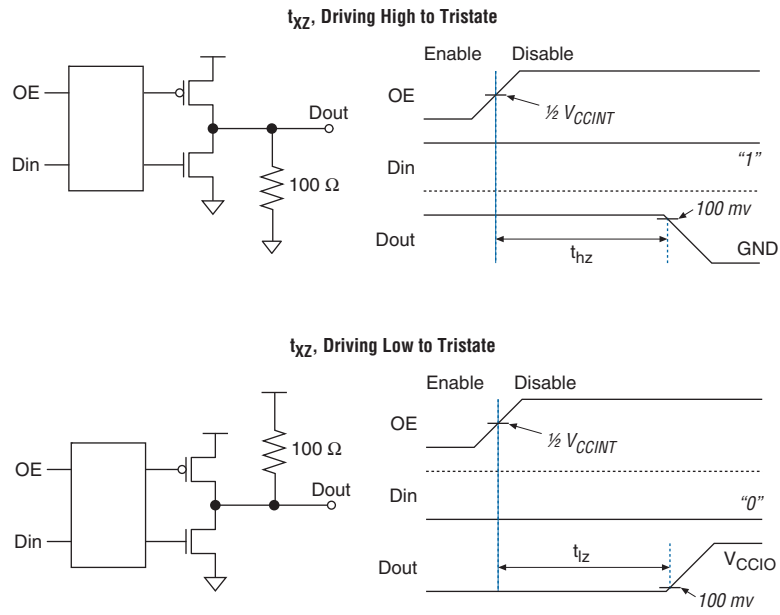 tXZ, Driving High to Tristate
Enable Disable
OE
Din
Dout
100 Ω
OE
½ VCCINT
Din
"1"
Dout
100 mv
thz
GND
tXZ, Driving Low to Tristate
Enable Disable
100 Ω
OE
Din
Dout
OE
½ VCCINT
Din
"0"
Dout
tlz
VCCIO
100 mv